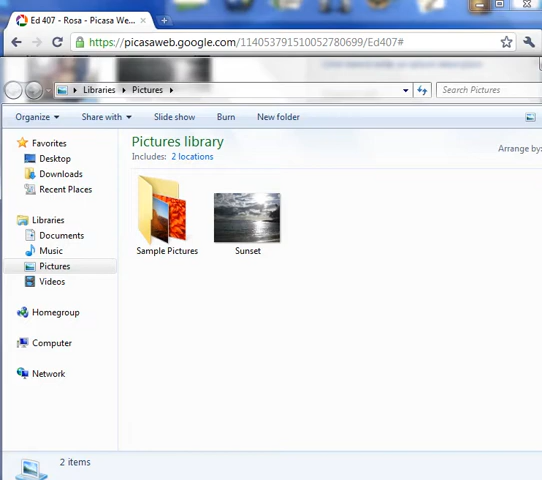 Ed 407 - Rosa - Picasa We...
https://picasaweb.google.com/114053791510052780699/Ed407#
Libraries Pictures
Search Pictures
Organize Share with Slide show Burn New folder
Pictures library
Includes: 2 locations
Arrange by:
Favorites
Desktop
Downloads
Recent Places
Libraries
Documents
Music
Pictures
Videos
Homegroup
Computer
Network
Sample Pictures
Sunset
2 items